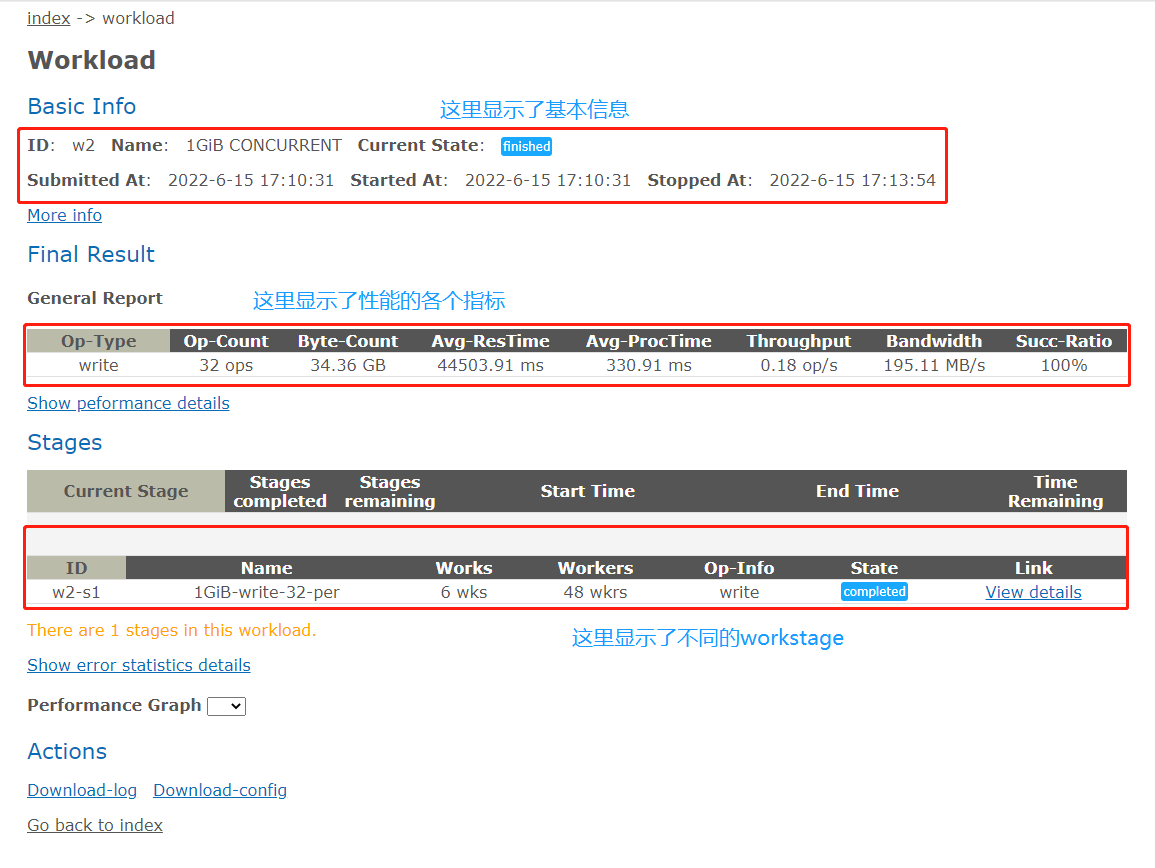 index -> workload
Workload
Basic Info
这里显示了基本信息
ID: w2 Name: 1GiB CONCURRENT Current State: finished
Submitted At: 2022-6-15 17:10:31 Started At: 2022-6-15 17:10:31 Stopped At: 2022-6-15 17:13:54
More info
Final Result
General Report
这里显示了性能的各个指标
Op-Type Op-Count Byte-Count Avg-ResTime Avg-ProcTime Throughput Bandwidth Succ-Ratio
write 32 ops 34.36 GB 44503.91 ms 330.91 ms 0.18 op/s 195.11 MB/s 100%
Show peformance details
Stages
Current Stage Stages completed Stages remaining Start Time End Time Time Remaining
ID Name Works Workers Op-Info State Link
w2-s1 1GiB-write-32-per 6 wks 48 wkrs write completed View details
There are 1 stages in this workload.
这里显示了不同的workstage
Show error statistics details
Performance Graph
Actions
Download-log Download-config
Go back to index